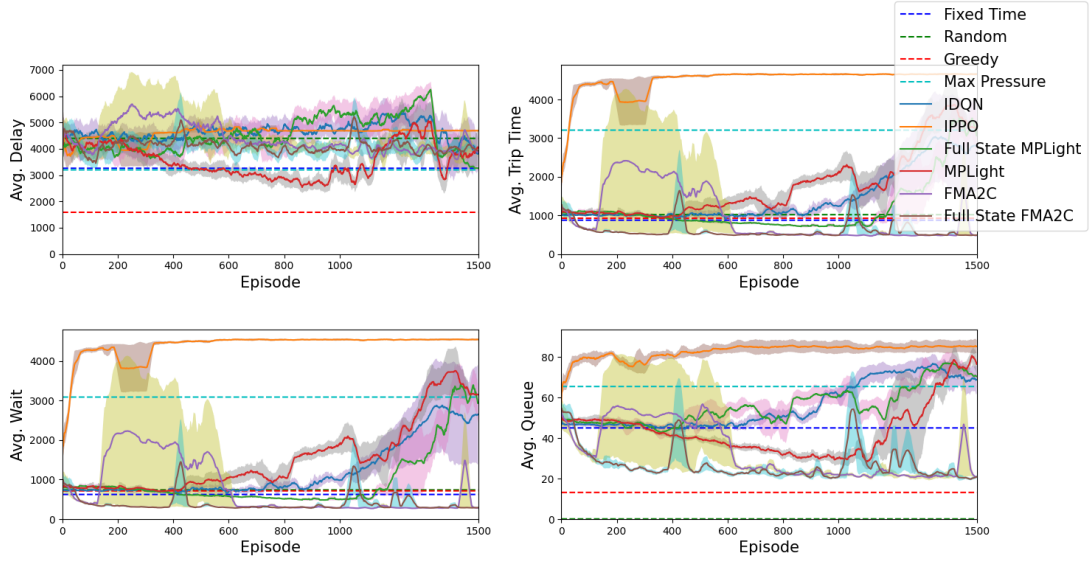 Fixed Time
Random
Greedy
Max Pressure
IDQN
IPPO
Full State MPLight
MPLight
FMA2C
Full State FMA2C
7000
6000
5000
4000
3000
2000
1000
0
Avg. Delay
0 200 400 600 800 1000 1500
Episode
4000
3000
2000
1000
0
Avg. Trip Time
0 200 400 600 800 1000 1500
Episode
4000
3000
2000
1000
0
Avg. Wait
0 200 400 600 800 1000 1500
Episode
80
60
40
20
0
Avg. Queue
0 200 400 600 800 1000 1500
Episode